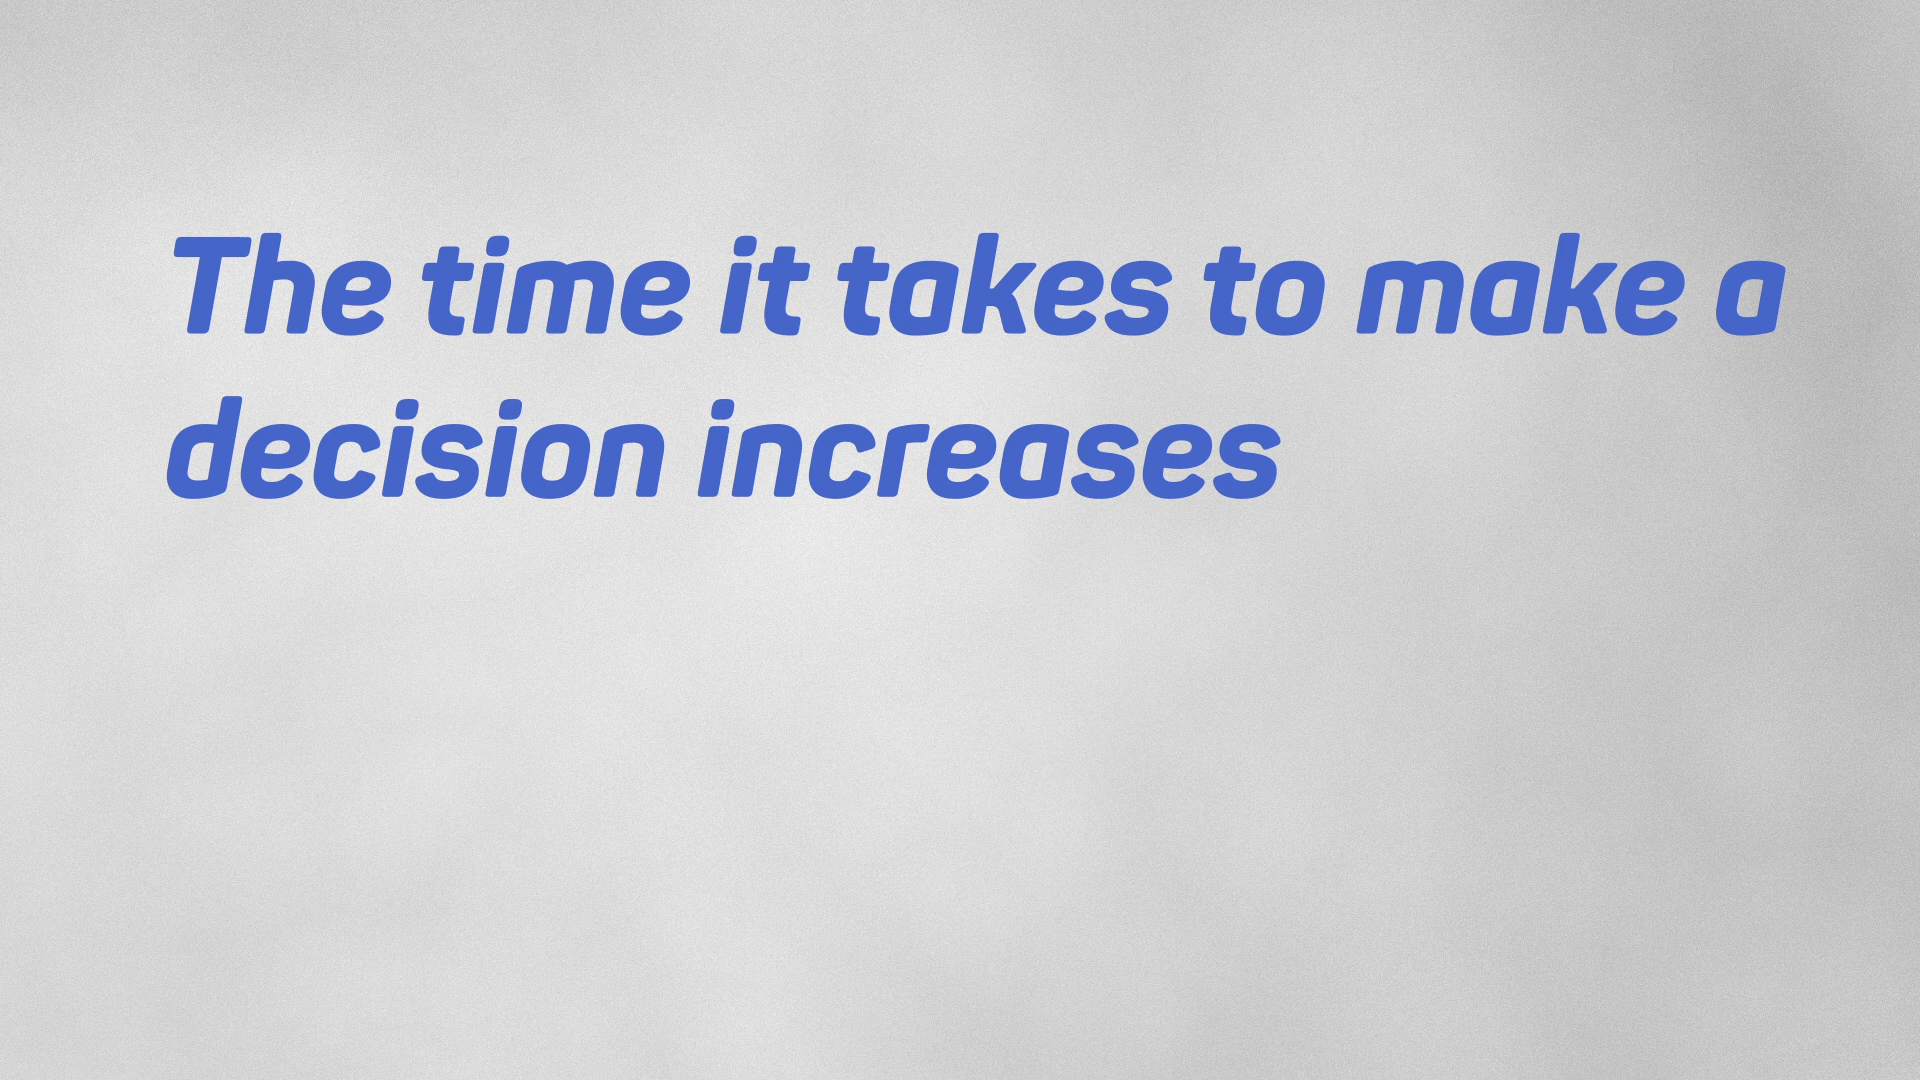 The time it takes to make a
decision increases